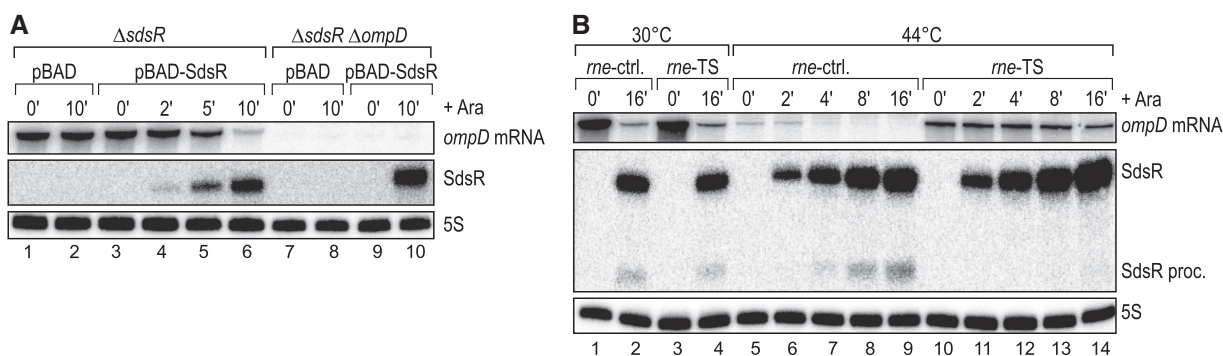 A
ΔsdsR
ΔsdsR ΔompD
pBAD
pBAD-SdsR
pBAD
pBAD-SdsR
0' 10' 0' 2' 5' 10' 0' 10' 0' 10' + Ara
ompD mRNA
SdsR
5S
1 2 3 4 5 6 7 8 9 10
B
30°C
44°C
rne-ctrl.
rne-TS
rne-ctrl.
rne-TS
0' 16' 0' 16' 0' 2' 4' 8' 16' 0' 2' 4' 8' 16' + Ara
ompD mRNA
SdsR
SdsR proc.
5S
1 2 3 4 5 6 7 8 9 10 11 12 13 14